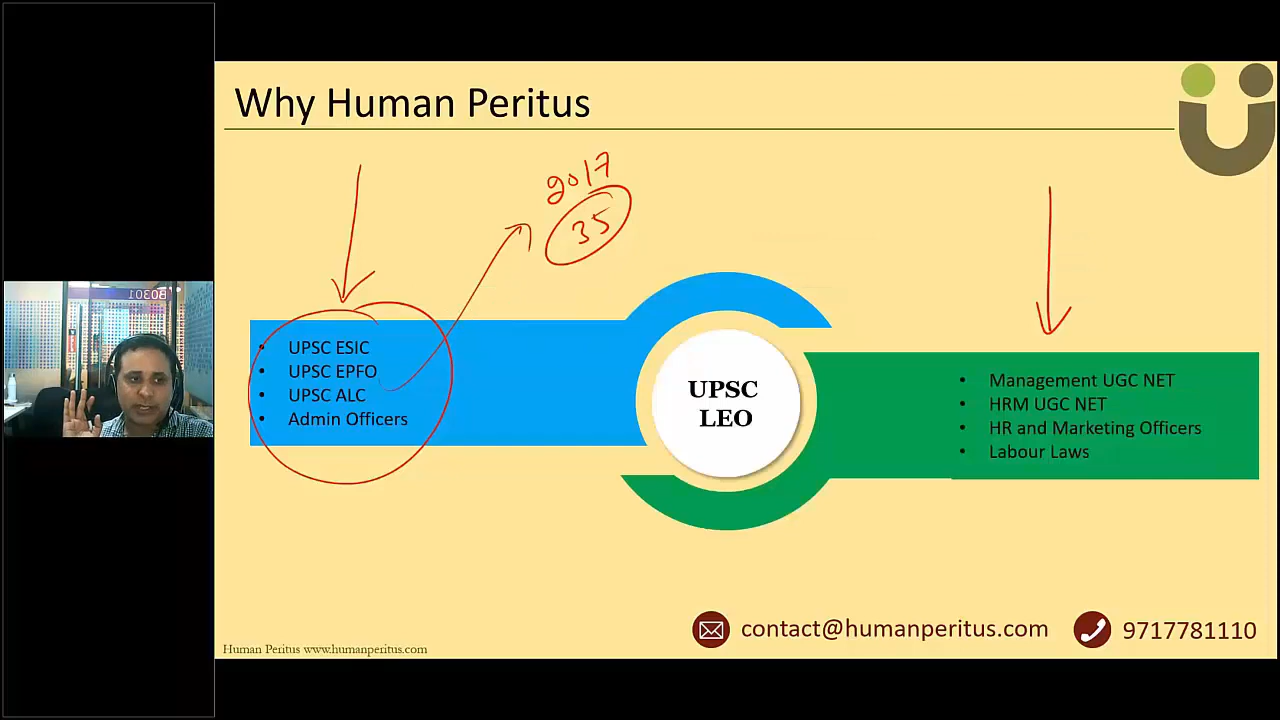 Why Human Peritus
2017
35
B0301
• UPSC ESIC
• UPSC EPFO
• UPSC ALC
• Admin Officers
UPSC
LEO
• Management UGC NET
• HRM UGC NET
• HR and Marketing Officers
• Labour Laws
contact@humanperitus.com
9717781110
Human Peritus www.humanperitus.com